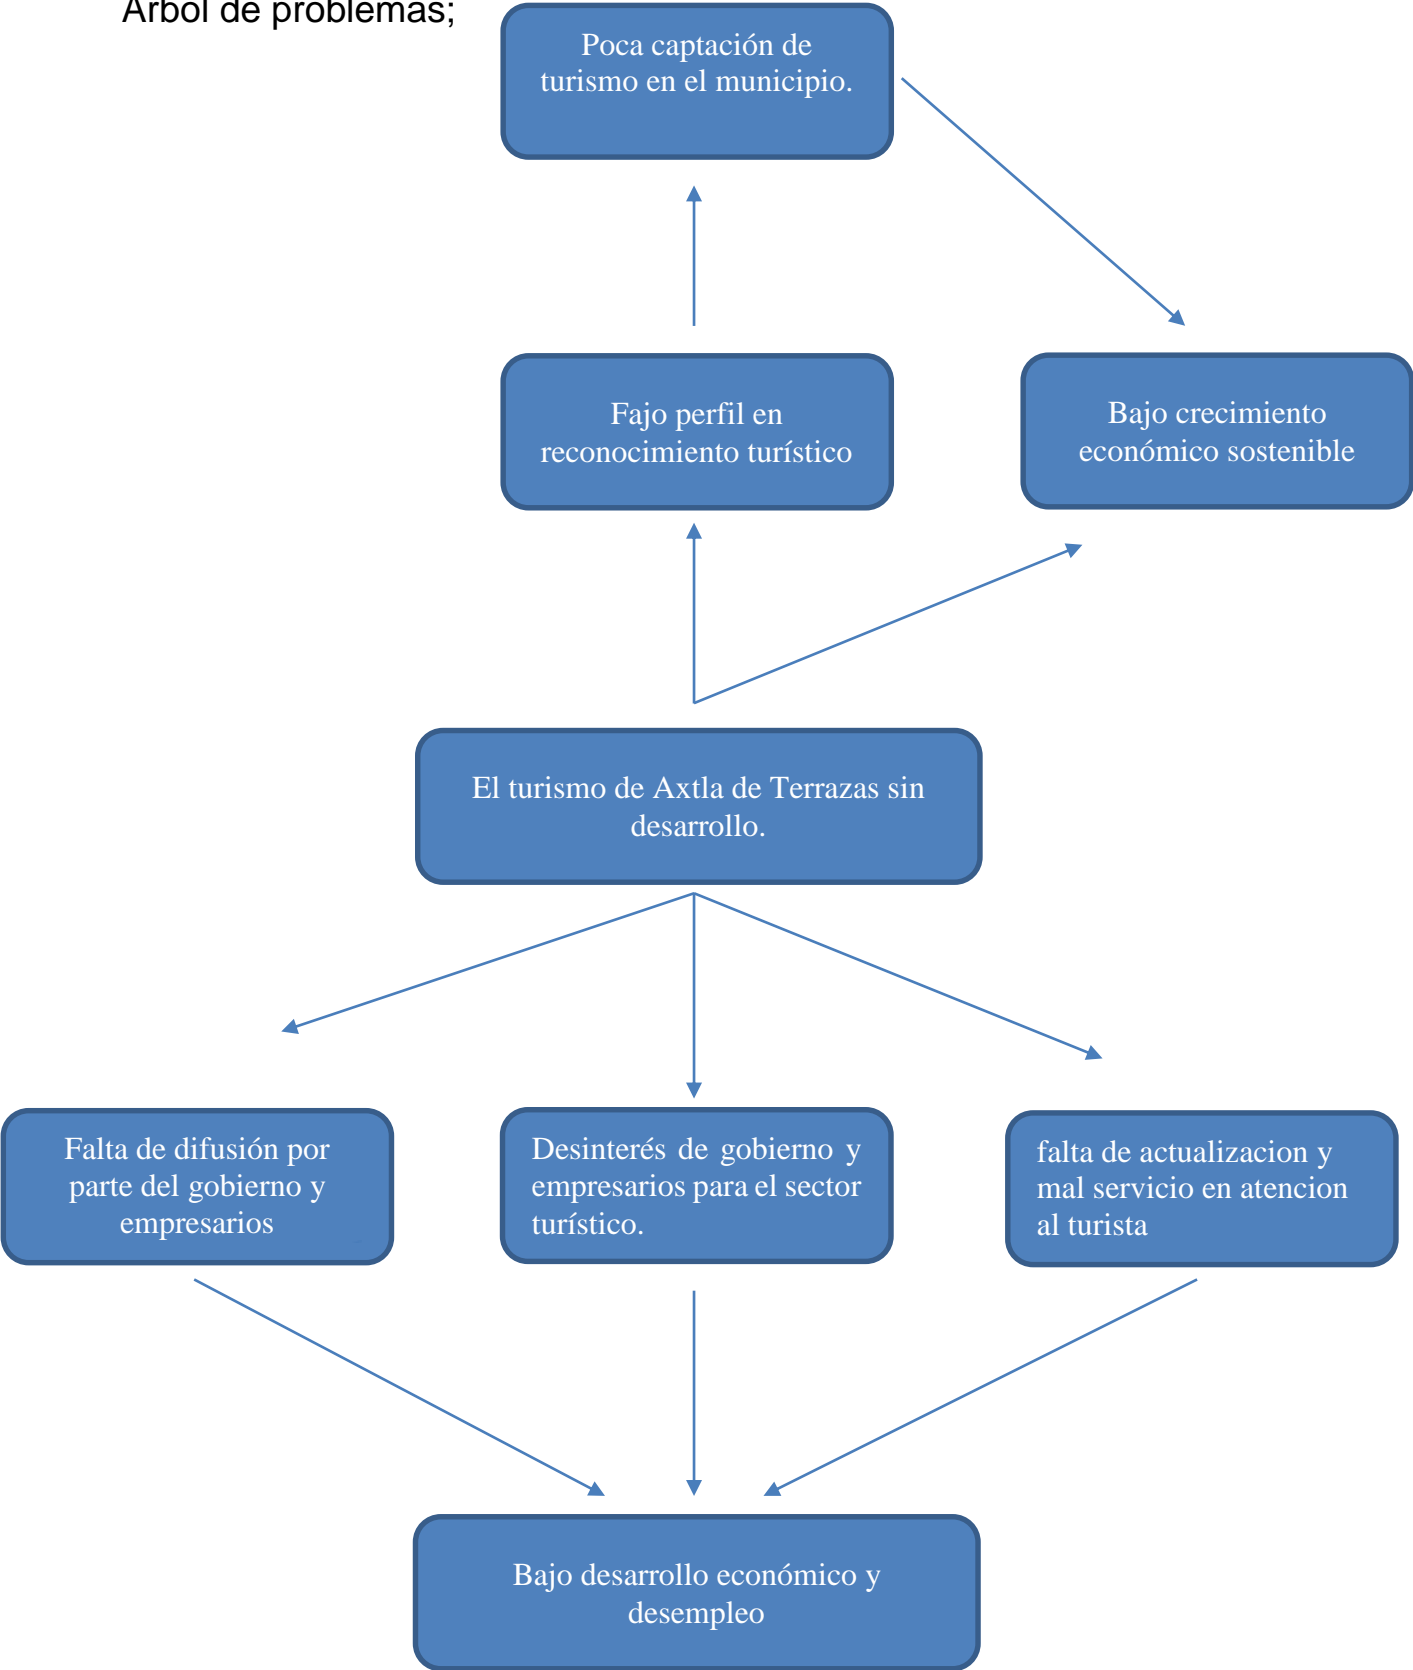 Árbol de problemas;
Poca captación de
turismo en el municipio.
Fajo perfil en
reconocimiento turístico
Bajo crecimiento
económico sostenible
El turismo de Axtla de Terrazas sin
desarrollo.
Falta de difusión por
parte del gobierno y
empresarios
Desinterés de gobierno y
empresarios para el sector
turístico.
falta de actualizacion y
mal servicio en atencion
al turista
Bajo desarrollo económico y
desempleo